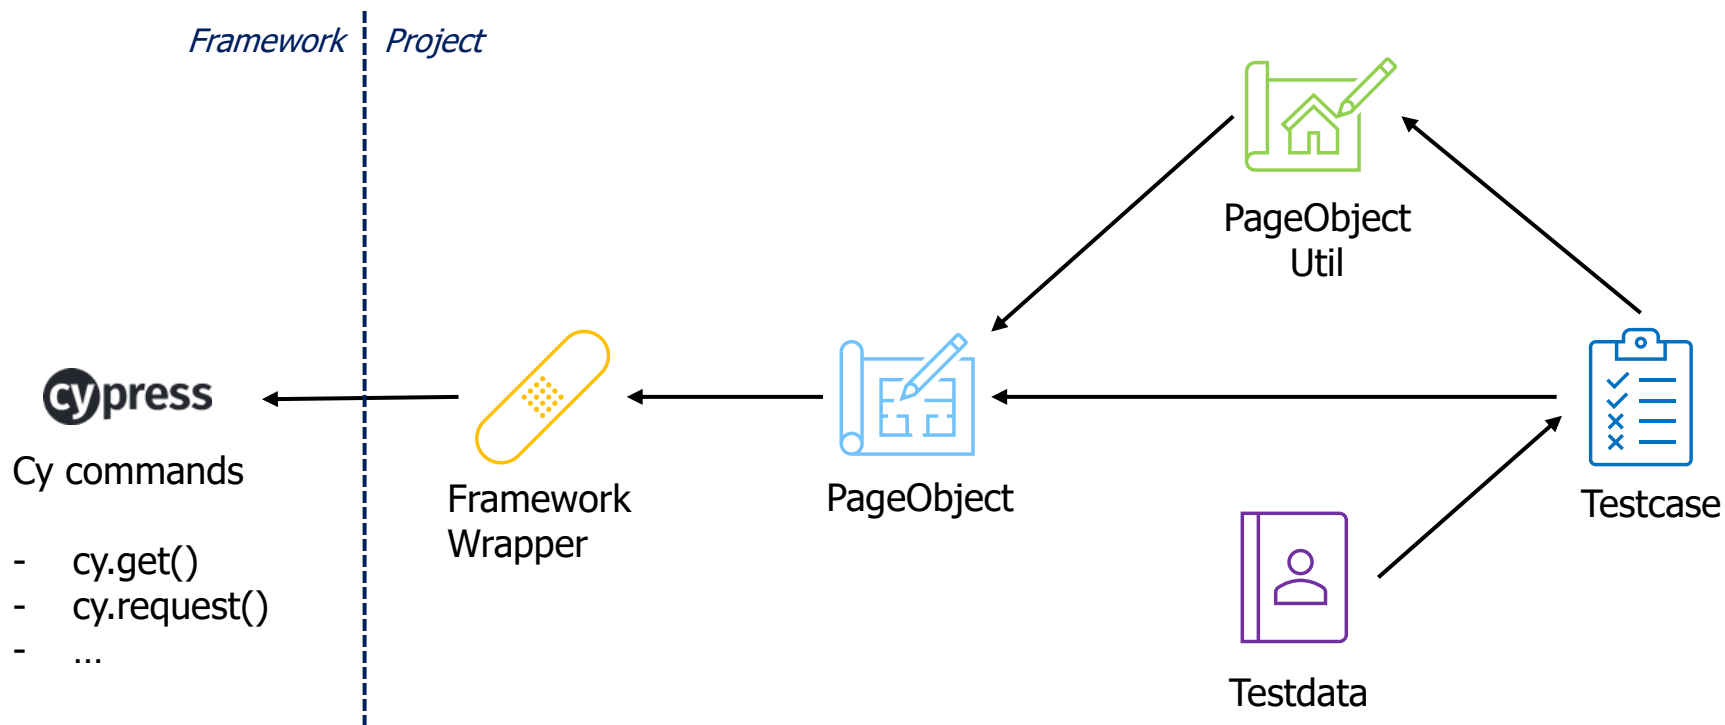 Framework
Project
PageObject
Util
cypress
Cy commands
- cy.get()
- cy.request()
- ...
Framework
Wrapper
PageObject
Testcase
Testdata